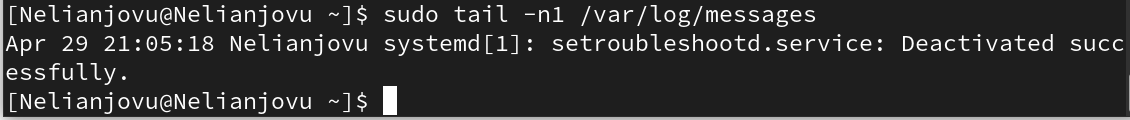 [Nelianjovu@Nelianjovu ~]$ sudo tail -n1 /var/log/messages
Apr 29 21:05:18 Nelianjovu systemd[1]: setroubleshootd.service: Deactivated succ
essfully.
[Nelianjovu@Nelianjovu ~]$